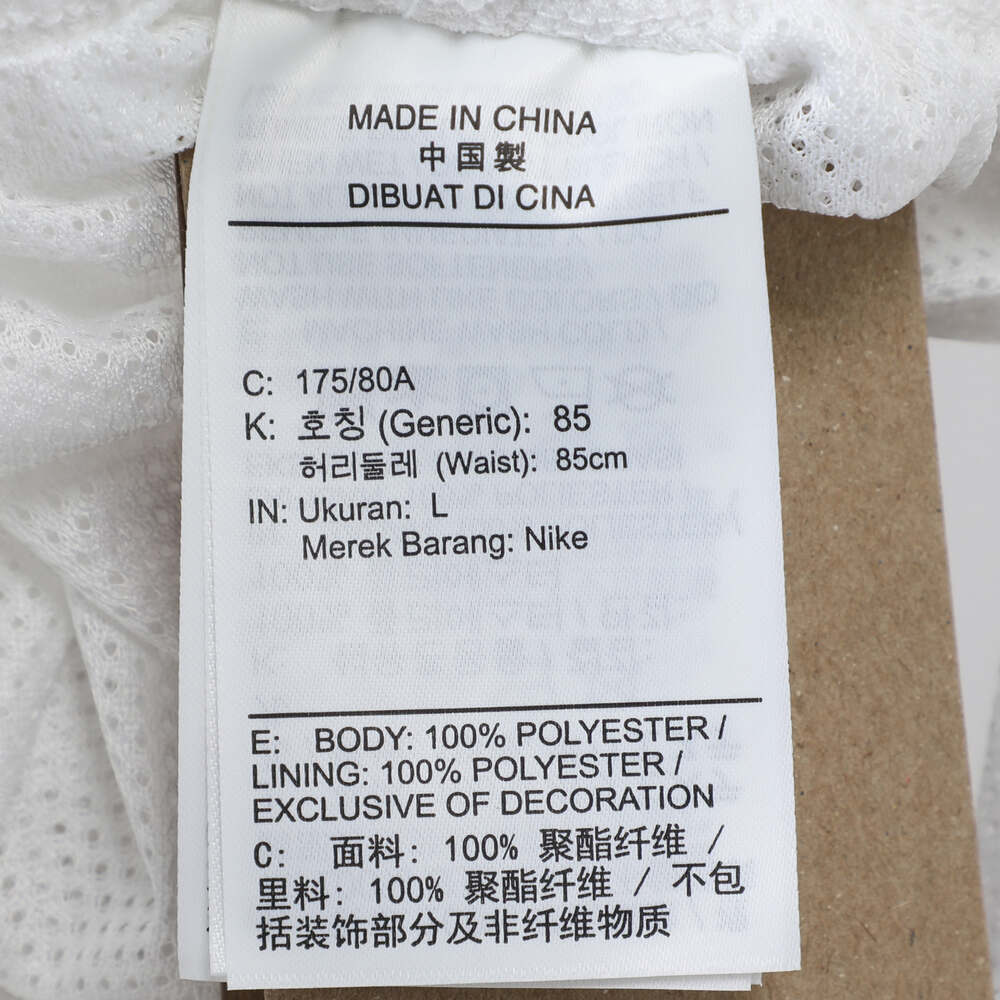 MADE IN CHINA
中国製
DIBUAT DI CINA
C: 175/80A
K: 호칭 (Generic): 85
허리둘레 (Waist): 85cm
IN: Ukuran: L
Merek Barang: Nike
E: BODY: 100% POLYESTER /
LINING: 100% POLYESTER /
EXCLUSIVE OF DECORATION
C: 面料: 100% 聚酯纤维 /
里料: 100% 聚酯纤维 / 不包
括装饰部分及非纤维物质